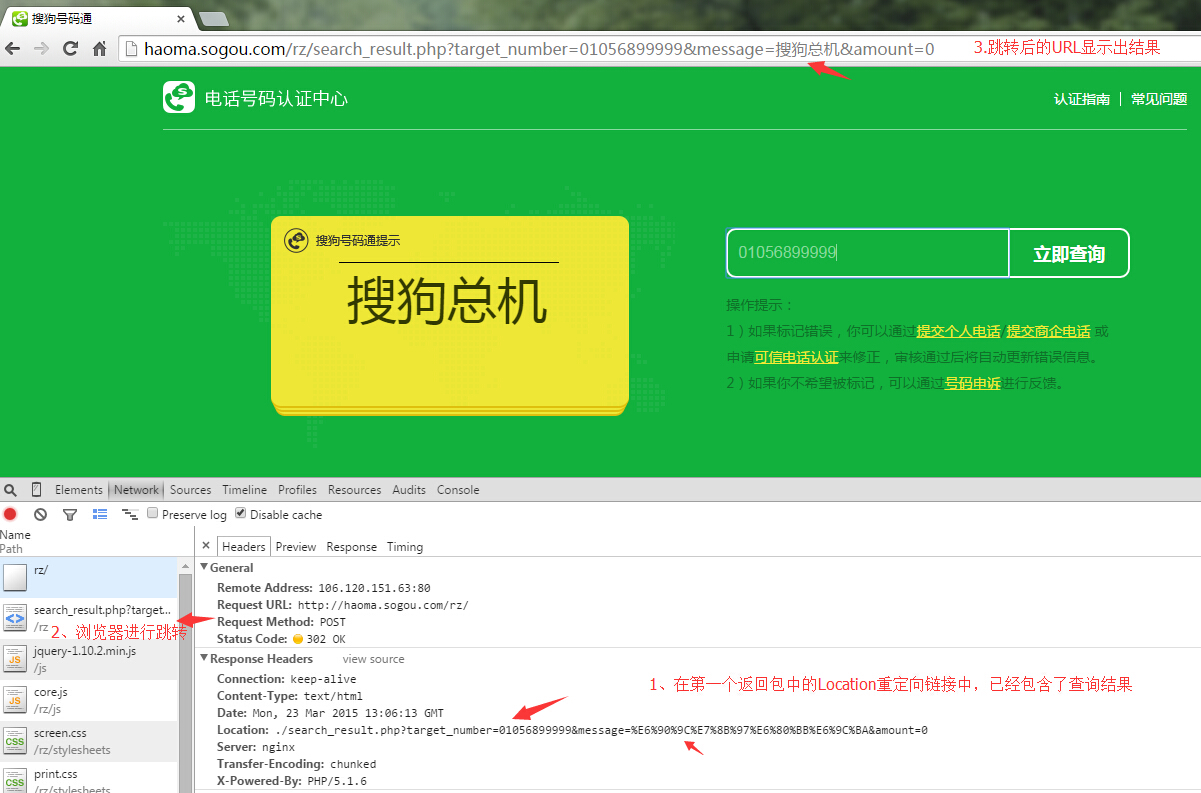 搜狗号码通
haoma.sogou.com/rz/search_result.php?target_number=01056899999&message=搜狗总机&amount=0
3.跳转后的URL显示出结果
电话号码认证中心
认证指南 | 常见问题
搜狗号码通提示
搜狗总机
01056899999
立即查询
操作提示：
1）如果标记错误，你可以通过提交个人电话/提交商企电话 或
申请可信电话认证来修正，审核通过后将自动更新错误信息。
2）如果你不希望被标记，可以通过号码申诉进行反馈。
Elements Network Sources Timeline Profiles Resources Audits Console
Preserve log Disable cache
Name
Path
rz/
search_result.php?target...
/rz
2、浏览器进行跳转
jquery-1.10.2.min.js
/js
core.js
/rz/js
screen.css
/rz/stylesheets
print.css
/rz/stylesheets
Headers Preview Response Timing
General
Remote Address: 106.120.151.63:80
Request URL: http://haoma.sogou.com/rz/
Request Method: POST
Status Code: 302 OK
Response Headers view source
Connection: keep-alive
1、在第一个返回包中的Location重定向链接中，已经包含了查询结果
Content-Type: text/html
Date: Mon, 23 Mar 2015 13:06:13 GMT
Location: ./search_result.php?target_number=01056899999&message=%E6%90%9C%E7%8B%97%E6%80%BB%E6%9C%BA&amount=0
Server: nginx
Transfer-Encoding: chunked
X-Powered-By: PHP/5.1.6